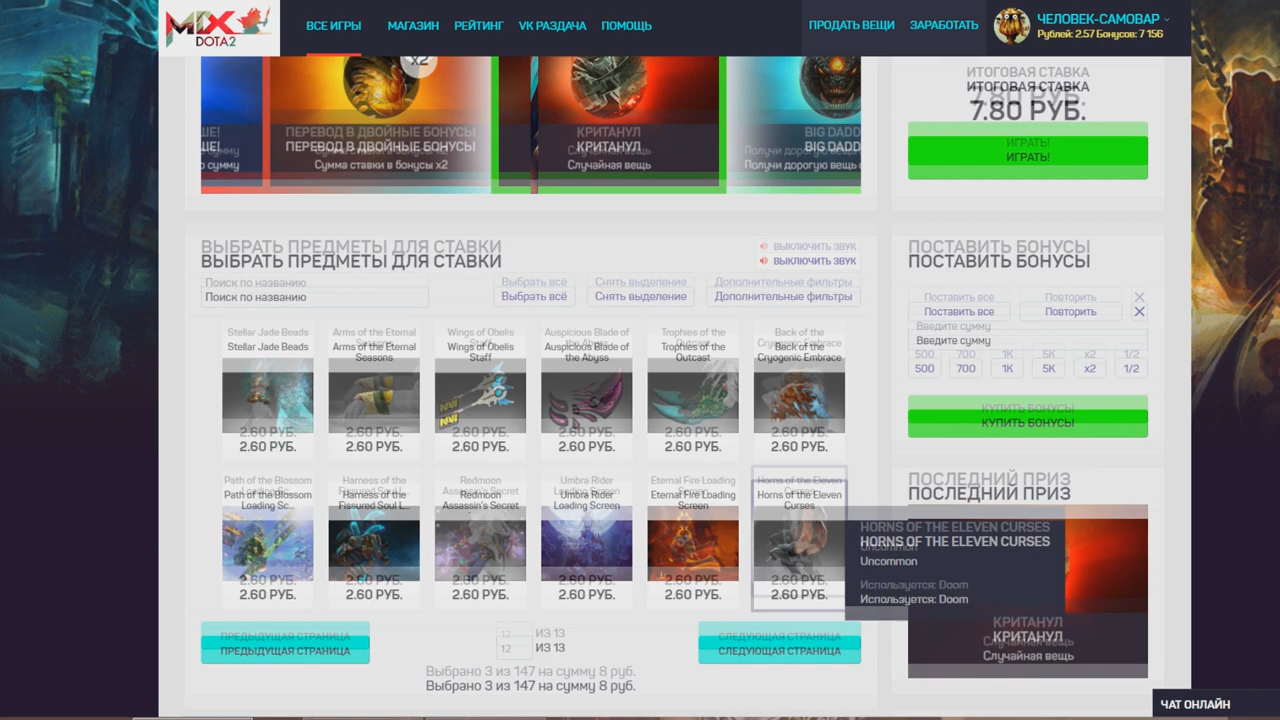 MIX
DOTA2
ВСЕ ИГРЫ
МАГАЗИН
РЕЙТИНГ
VK РАЗДАЧА
ПОМОЩЬ
ПРОДАТЬ ВЕЩИ
ЗАРАБОТАТЬ
ЧЕЛОВЕК-САМОВАР
Рублей: 2.57 Бонусов: 7 156
x2
ШЕ!
ю сумму
ПЕРЕВОД В ДВОЙНЫЕ БОНУСЫ
Сумма ставки в бонусы x2
КРИТАНУЛ
Случайная вещь
BIG DADD
Получи дорогую вещь
ИТОГОВАЯ СТАВКА
7.80 РУБ.
ИГРАТЬ!
ВЫБРАТЬ ПРЕДМЕТЫ ДЛЯ СТАВКИ
ВЫКЛЮЧИТЬ ЗВУК
Поиск по названию
Выбрать всё
Снять выделение
Дополнительные фильтры
Stellar Jade Beads
2.60 РУБ.
Arms of the Eternal
Seasons
2.60 РУБ.
Wings of Obelis
Staff
2.60 РУБ.
Auspicious Blade of
the Abyss
2.60 РУБ.
Trophies of the
Outcast
2.60 РУБ.
Back of the
Cryogenic Embrace
2.60 РУБ.
Path of the Blossom
Loading Sc...
2.60 РУБ.
Harness of the
Fissured Soul L...
2.60 РУБ.
Redmoon
Assassin's Secret
2.60 РУБ.
Umbra Rider
Loading Screen
2.60 РУБ.
Eternal Fire Loading
Screen
2.60 РУБ.
Horns of the Eleven
Curses
2.60 РУБ.
ПРЕДЫДУЩАЯ СТРАНИЦА
12
ИЗ 13
СЛЕДУЮЩАЯ СТРАНИЦА
Выбрано 3 из 147 на сумму 8 руб.
ПОСТАВИТЬ БОНУСЫ
Поставить все
Повторить
Введите сумму
500
700
1K
5K
x2
1/2
КУПИТЬ БОНУСЫ
ПОСЛЕДНИЙ ПРИЗ
HORNS OF THE ELEVEN CURSES
Uncommon
Используется: Doom
КРИТАНУЛ
Случайная вещь
ЧАТ ОНЛАЙН